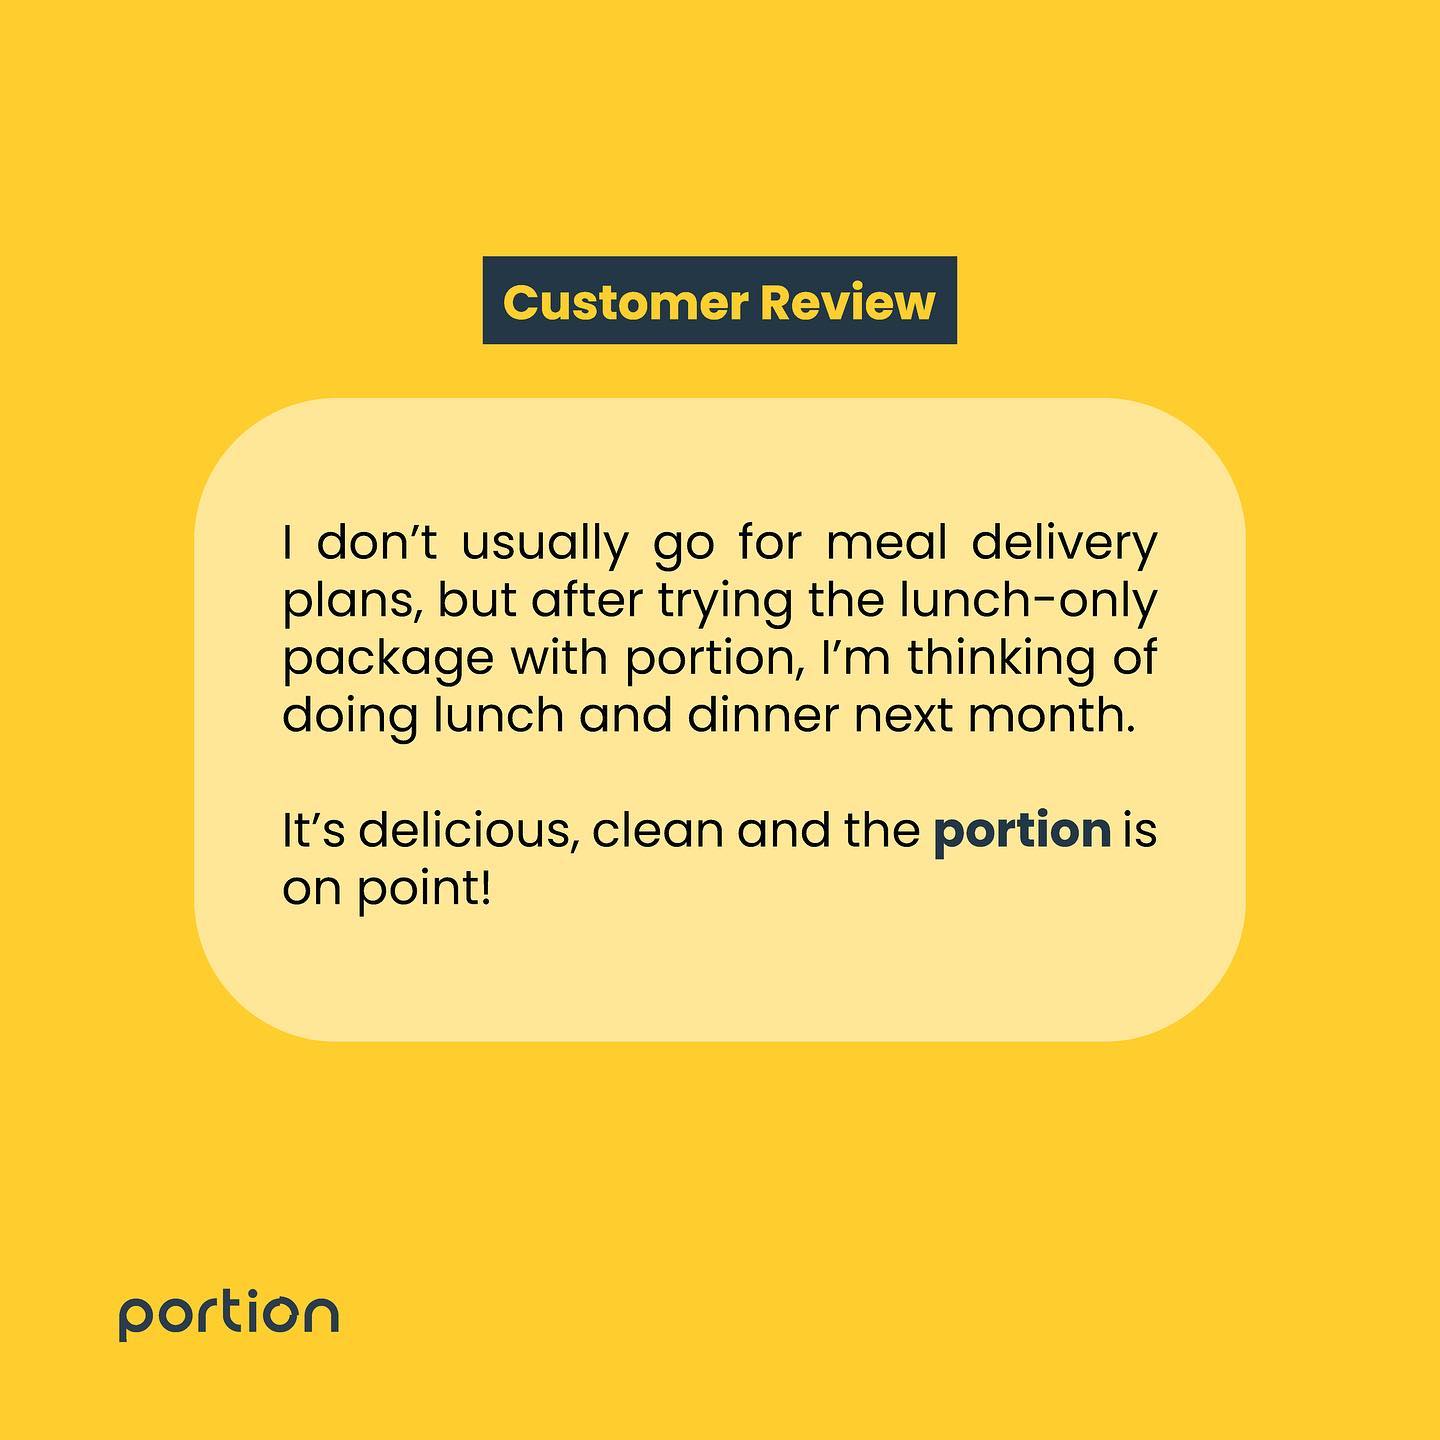 Customer Review
I don’t usually go for meal delivery
plans, but after trying the lunch-only
package with portion, I’m thinking of
doing lunch and dinner next month.
It’s delicious, clean and the portion is
on point!
portion